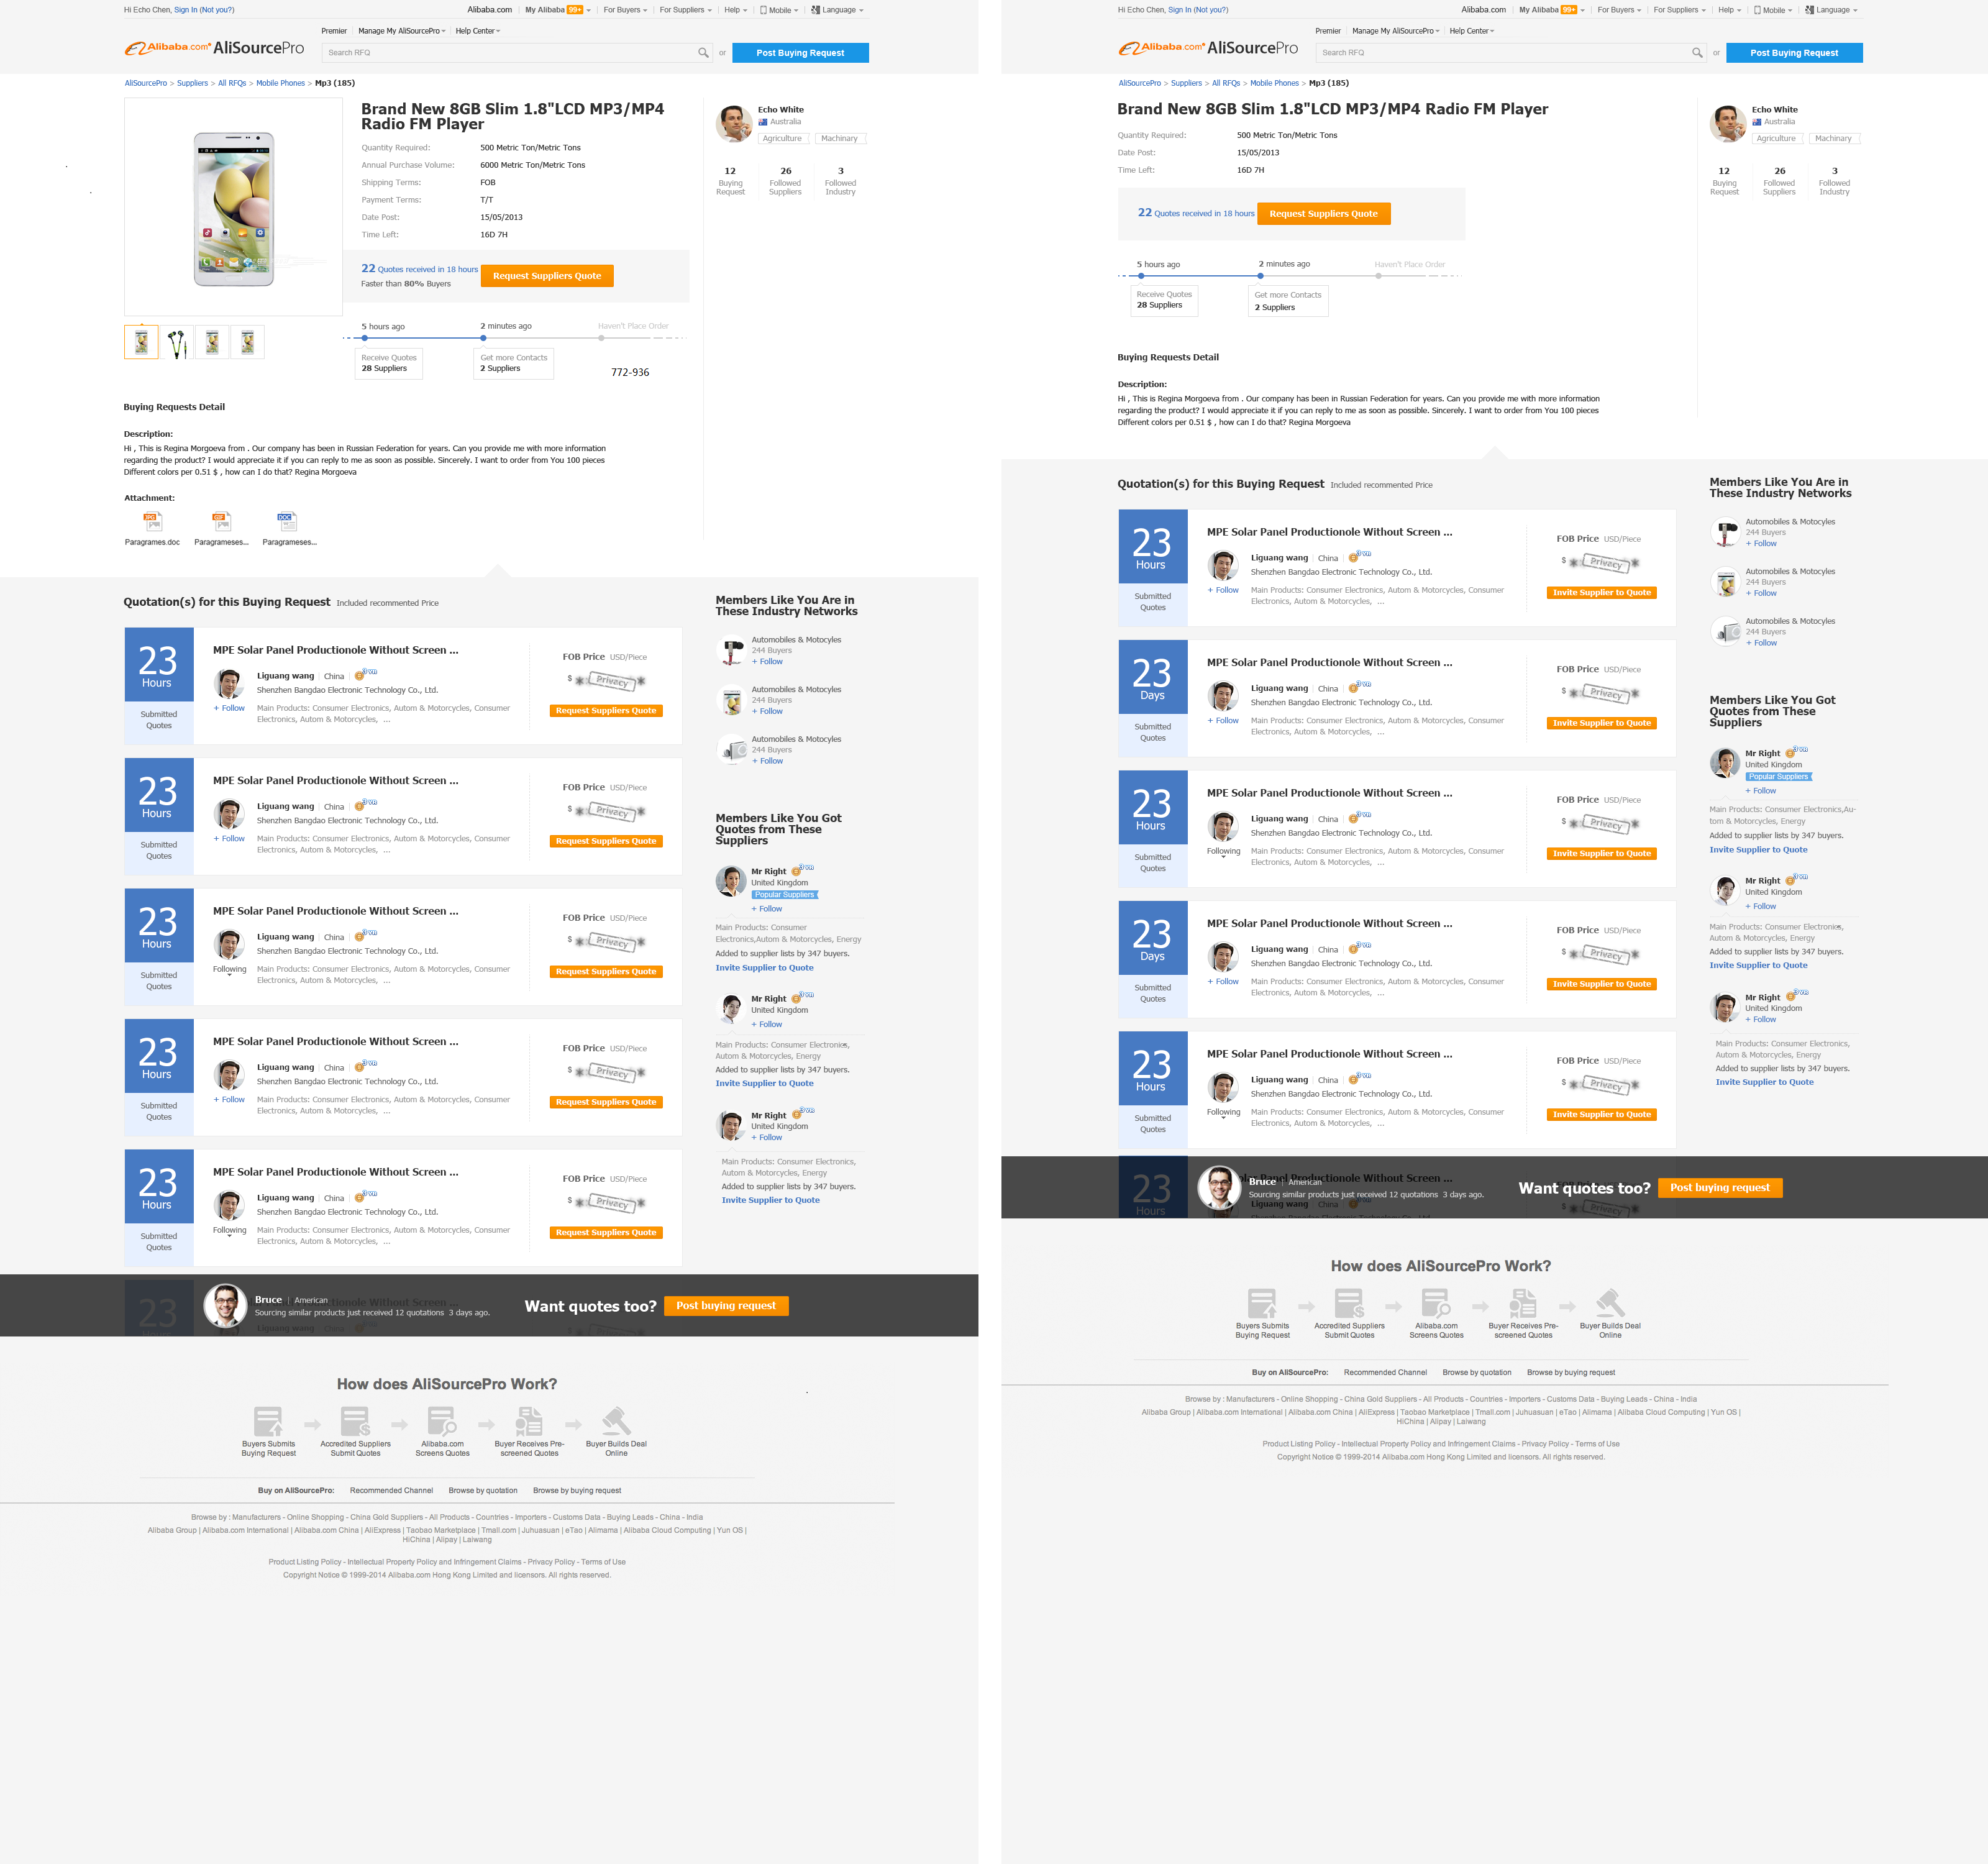 Hi Echo Chen, Sign In (Not you?)
Alibaba.com My Alibaba 99+ For Buyers For Suppliers Help Mobile Language
Premier Manage My AliSourcePro Help Center
Alibaba.com AliSourcePro
Search RFQ
or
Post Buying Request
AliSourcePro > Suppliers > All RFQs > Mobile Phones > Mp3 (185)
Brand New 8GB Slim 1.8"LCD MP3/MP4
Radio FM Player
Quantity Required: 500 Metric Ton/Metric Tons
Annual Purchase Volume: 6000 Metric Ton/Metric Tons
Shipping Terms: FOB
Payment Terms: T/T
Date Post: 15/05/2013
Time Left: 16D 7H
22 Quotes received in 18 hours
Faster than 80% Buyers
Request Suppliers Quote
5 hours ago 2 minutes ago Haven't Place Order
Receive Quotes
28 Suppliers
Get more Contacts
2 Suppliers
772-936
Echo White
Australia
Agriculture Machinary
12 26 3
Buying Followed Followed
Request Suppliers Industry
Buying Requests Detail
Description:
Hi , This is Regina Morgoeva from . Our company has been in Russian Federation for years. Can you provide me with more information
regarding the product? I would appreciate it if you can reply to me as soon as possible. Sincerely. I want to order from You 100 pieces
Different colors per 0.51 $ , how can I do that? Regina Morgoeva
Attachment:
JPG GIF DOC
Paragrames.doc Paragrameses... Paragrameses...
Quotation(s) for this Buying Request Included recommented Price
23
Hours
Submitted
Quotes
MPE Solar Panel Productionole Without Screen ...
Liguang wang China
Shenzhen Bangdao Electronic Technology Co., Ltd.
+ Follow
Main Products: Consumer Electronics, Autom & Motorcycles, Consumer
Electronics, Autom & Motorcycles, ...
FOB Price USD/Piece
$ Privacy
Request Suppliers Quote
23
Hours
Submitted
Quotes
MPE Solar Panel Productionole Without Screen ...
Liguang wang China
Shenzhen Bangdao Electronic Technology Co., Ltd.
+ Follow
Main Products: Consumer Electronics, Autom & Motorcycles, Consumer
Electronics, Autom & Motorcycles, ...
FOB Price USD/Piece
$ Privacy
Request Suppliers Quote
23
Hours
Submitted
Quotes
MPE Solar Panel Productionole Without Screen ...
Liguang wang China
Shenzhen Bangdao Electronic Technology Co., Ltd.
Following
Main Products: Consumer Electronics, Autom & Motorcycles, Consumer
Electronics, Autom & Motorcycles, ...
FOB Price USD/Piece
$ Privacy
Request Suppliers Quote
23
Hours
Submitted
Quotes
MPE Solar Panel Productionole Without Screen ...
Liguang wang China
Shenzhen Bangdao Electronic Technology Co., Ltd.
+ Follow
Main Products: Consumer Electronics, Autom & Motorcycles, Consumer
Electronics, Autom & Motorcycles, ...
FOB Price USD/Piece
$ Privacy
Request Suppliers Quote
23
Hours
Submitted
Quotes
MPE Solar Panel Productionole Without Screen ...
Liguang wang China
Shenzhen Bangdao Electronic Technology Co., Ltd.
Following
Main Products: Consumer Electronics, Autom & Motorcycles, Consumer
Electronics, Autom & Motorcycles, ...
FOB Price USD/Piece
$ Privacy
Request Suppliers Quote
Members Like You Are in
These Industry Networks
Automobiles & Motocyles
244 Buyers
+ Follow
Automobiles & Motocyles
244 Buyers
+ Follow
Automobiles & Motocyles
244 Buyers
+ Follow
Members Like You Got
Quotes from These
Suppliers
Mr Right
United Kingdom
Popular Suppliers
+ Follow
Main Products: Consumer
Electronics,Autom & Motorcycles, Energy
Added to supplier lists by 347 buyers.
Invite Supplier to Quote
Mr Right
United Kingdom
+ Follow
Main Products: Consumer Electronics,
Autom & Motorcycles, Energy
Added to supplier lists by 347 buyers.
Invite Supplier to Quote
Mr Right
United Kingdom
+ Follow
Main Products: Consumer Electronics,
Autom & Motorcycles, Energy
Added to supplier lists by 347 buyers.
Invite Supplier to Quote
23
Bruce American
Sourcing similar products just received 12 quotations 3 days ago.
Want quotes too? Post buying request
How does AliSourcePro Work?
Buyers Submits
Buying Request
Accredited Suppliers
Submit Quotes
Alibaba.com
Screens Quotes
Buyer Receives Pre-
screened Quotes
Buyer Builds Deal
Online
Buy on AliSourcePro: Recommended Channel Browse by quotation Browse by buying request
Browse by : Manufacturers - Online Shopping - China Gold Suppliers - All Products - Countries - Importers - Customs Data - Buying Leads - China - India
Alibaba Group | Alibaba.com International | Alibaba.com China | AliExpress | Taobao Marketplace | Tmall.com | Juhuasuan | eTao | Alimama | Alibaba Cloud Computing | Yun OS |
HiChina | Alipay | Laiwang
Product Listing Policy - Intellectual Property Policy and Infringement Claims - Privacy Policy - Terms of Use
Copyright Notice © 1999-2014 Alibaba.com Hong Kong Limited and licensors. All rights reserved.
Hi Echo Chen, Sign In (Not you?)
Alibaba.com My Alibaba 99+ For Buyers For Suppliers Help Mobile Language
Premier Manage My AliSourcePro Help Center
Alibaba.com AliSourcePro
Search RFQ
or
Post Buying Request
AliSourcePro > Suppliers > All RFQs > Mobile Phones > Mp3 (185)
Brand New 8GB Slim 1.8"LCD MP3/MP4 Radio FM Player
Quantity Required: 500 Metric Ton/Metric Tons
Date Post: 15/05/2013
Time Left: 16D 7H
22 Quotes received in 18 hours
Request Suppliers Quote
5 hours ago 2 minutes ago Haven't Place Order
Receive Quotes
28 Suppliers
Get more Contacts
2 Suppliers
Echo White
Australia
Agriculture Machinary
12 26 3
Buying Followed Followed
Request Suppliers Industry
Buying Requests Detail
Description:
Hi , This is Regina Morgoeva from . Our company has been in Russian Federation for years. Can you provide me with more information
regarding the product? I would appreciate it if you can reply to me as soon as possible. Sincerely. I want to order from You 100 pieces
Different colors per 0.51 $ , how can I do that? Regina Morgoeva
Quotation(s) for this Buying Request Included recommented Price
23
Hours
Submitted
Quotes
MPE Solar Panel Productionole Without Screen ...
Liguang wang China
Shenzhen Bangdao Electronic Technology Co., Ltd.
+ Follow
Main Products: Consumer Electronics, Autom & Motorcycles, Consumer
Electronics, Autom & Motorcycles, ...
FOB Price USD/Piece
$ Privacy
Invite Supplier to Quote
23
Days
Submitted
Quotes
MPE Solar Panel Productionole Without Screen ...
Liguang wang China
Shenzhen Bangdao Electronic Technology Co., Ltd.
+ Follow
Main Products: Consumer Electronics, Autom & Motorcycles, Consumer
Electronics, Autom & Motorcycles, ...
FOB Price USD/Piece
$ Privacy
Invite Supplier to Quote
23
Hours
Submitted
Quotes
MPE Solar Panel Productionole Without Screen ...
Liguang wang China
Shenzhen Bangdao Electronic Technology Co., Ltd.
Following
Main Products: Consumer Electronics, Autom & Motorcycles, Consumer
Electronics, Autom & Motorcycles, ...
FOB Price USD/Piece
$ Privacy
Invite Supplier to Quote
23
Days
Submitted
Quotes
MPE Solar Panel Productionole Without Screen ...
Liguang wang China
Shenzhen Bangdao Electronic Technology Co., Ltd.
+ Follow
Main Products: Consumer Electronics, Autom & Motorcycles, Consumer
Electronics, Autom & Motorcycles, ...
FOB Price USD/Piece
$ Privacy
Invite Supplier to Quote
23
Hours
Submitted
Quotes
MPE Solar Panel Productionole Without Screen ...
Liguang wang China
Shenzhen Bangdao Electronic Technology Co., Ltd.
Following
Main Products: Consumer Electronics, Autom & Motorcycles, Consumer
Electronics, Autom & Motorcycles, ...
FOB Price USD/Piece
$ Privacy
Invite Supplier to Quote
Members Like You Are in
These Industry Networks
Automobiles & Motocyles
244 Buyers
+ Follow
Automobiles & Motocyles
244 Buyers
+ Follow
Automobiles & Motocyles
244 Buyers
+ Follow
Members Like You Got
Quotes from These
Suppliers
Mr Right
United Kingdom
Popular Suppliers
+ Follow
Main Products: Consumer Electronics,Au-
tom & Motorcycles, Energy
Added to supplier lists by 347 buyers.
Invite Supplier to Quote
Mr Right
United Kingdom
+ Follow
Main Products: Consumer Electronics,
Autom & Motorcycles, Energy
Added to supplier lists by 347 buyers.
Invite Supplier to Quote
Mr Right
United Kingdom
+ Follow
Main Products: Consumer Electronics,
Autom & Motorcycles, Energy
Added to supplier lists by 347 buyers.
Invite Supplier to Quote
23
Hours
Bruce American
Sourcing similar products just received 12 quotations 3 days ago.
Want quotes too? Post buying request
How does AliSourcePro Work?
Buyers Submits
Buying Request
Accredited Suppliers
Submit Quotes
Alibaba.com
Screens Quotes
Buyer Receives Pre-
screened Quotes
Buyer Builds Deal
Online
Buy on AliSourcePro: Recommended Channel Browse by quotation Browse by buying request
Browse by : Manufacturers - Online Shopping - China Gold Suppliers - All Products - Countries - Importers - Customs Data - Buying Leads - China - India
Alibaba Group | Alibaba.com International | Alibaba.com China | AliExpress | Taobao Marketplace | Tmall.com | Juhuasuan | eTao | Alimama | Alibaba Cloud Computing | Yun OS |
HiChina | Alipay | Laiwang
Product Listing Policy - Intellectual Property Policy and Infringement Claims - Privacy Policy - Terms of Use
Copyright Notice © 1999-2014 Alibaba.com Hong Kong Limited and licensors. All rights reserved.